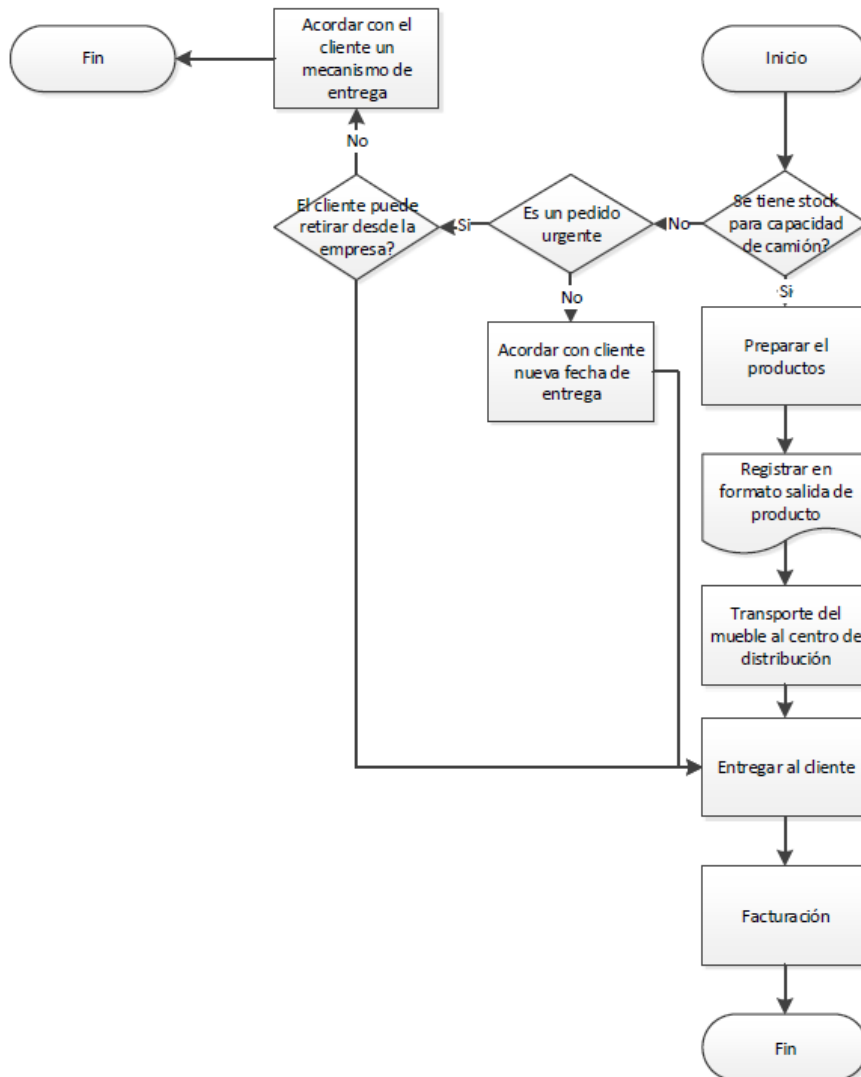 Fin
Acordar con el
cliente un
mecanismo de
entrega
Inicio
No
El cliente puede
retirar desde la
empresa?
Si
Es un pedido
urgente
No
Se tiene stock
para capacidad
de camión?
No
Si
Acordar con cliente
nueva fecha de
entrega
Preparar el
productos
Registrar en
formato salida de
producto
Transporte del
mueble al centro de
distribución
Entregar al cliente
Facturación
Fin